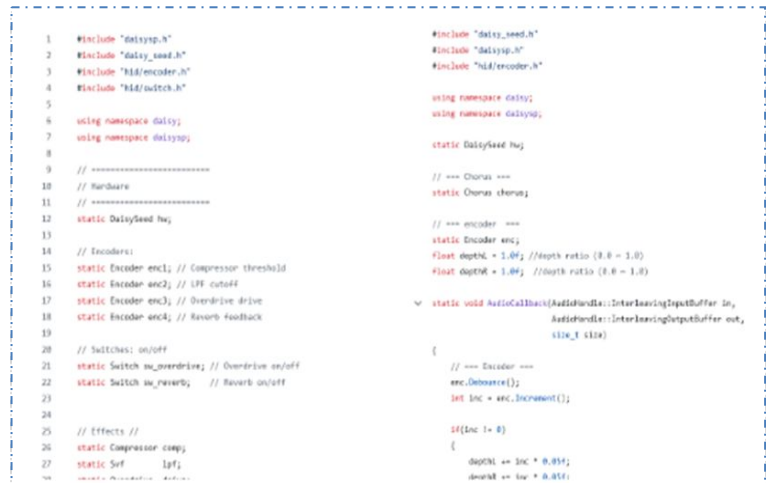 1 #include "daisysp.h"
2 #include "daisy_seed.h"
3 #include "hid/encoder.h"
4 #include "hid/switch.h"
5
6 using namespace daisy;
7 using namespace daisysp;
8
9 // ==========================
10 // Hardware
11 // ==========================
12 static DaisySeed hw;
13
14 // Encoders:
15 static Encoder enc1; // Compressor threshold
16 static Encoder enc2; // LPF cutoff
17 static Encoder enc3; // Overdrive drive
18 static Encoder enc4; // Reverb feedback
19
20 // Switches: on/off
21 static Switch sw_overdrive; // Overdrive on/off
22 static Switch sw_reverb; // Reverb on/off
23
24
25 // Effects //
26 static Compressor comp;
27 static Svf lpf;
static Overdrive
#include "daisy_seed.h"
#include "daisysp.h"
#include "hid/encoder.h"
using namespace daisy;
using namespace daisysp;
static DaisySeed hw;
// === Chorus ===
static Chorus chorus;
// === encoder ===
static Encoder enc;
float depthL = 1.0f; //depth ratio (0.0 ~ 1.0)
float depthR = 1.0f; //depth ratio (0.0 ~ 1.0)
static void AudioCallback(AudioHandle::InterleavingInputBuffer in,
AudioHandle::InterleavingOutputBuffer out,
size_t size)
{
// === Encoder ===
enc.Debounce();
int inc = enc.Increment();
if(inc != 0)
{
depthL += inc * 0.05f;
depthR += inc * 0.05f;